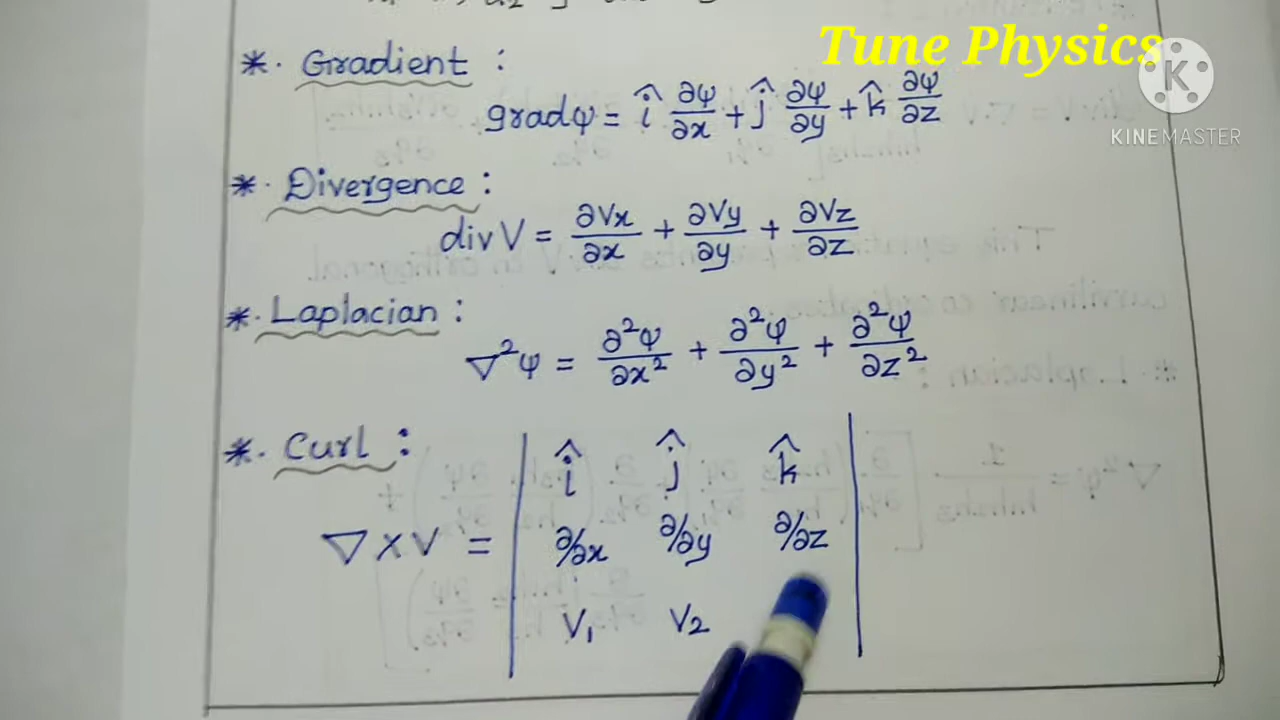 Tune Physics
K
KINEMASTER
*. Gradient :
gradψ = î ∂ψ/∂x + ĵ ∂ψ/∂y + k̂ ∂ψ/∂z
*. Divergence :
div V = ∂Vx/∂x + ∂Vy/∂y + ∂Vz/∂z
*. Laplacian :
∇²ψ = ∂²ψ/∂x² + ∂²ψ/∂y² + ∂²ψ/∂z²
*. Curl :
î ĵ k̂
∇ X V = | ∂/∂x ∂/∂y ∂/∂z |
V₁ V₂